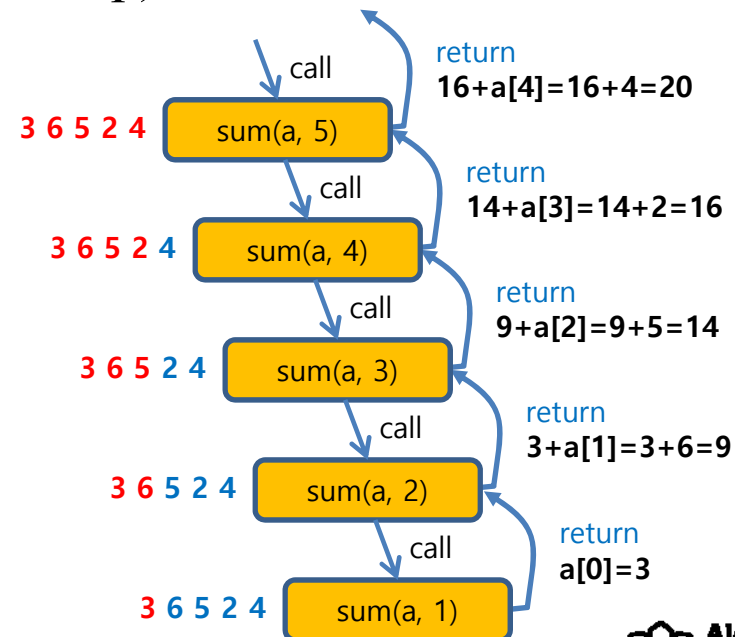 call
return
16+a[4]=16+4=20
3 6 5 2 4
sum(a, 5)
call
return
14+a[3]=14+2=16
3 6 5 2 4
sum(a, 4)
call
return
9+a[2]=9+5=14
3 6 5 2 4
sum(a, 3)
call
return
3+a[1]=3+6=9
3 6 5 2 4
sum(a, 2)
call
return
a[0]=3
3 6 5 2 4
sum(a, 1)